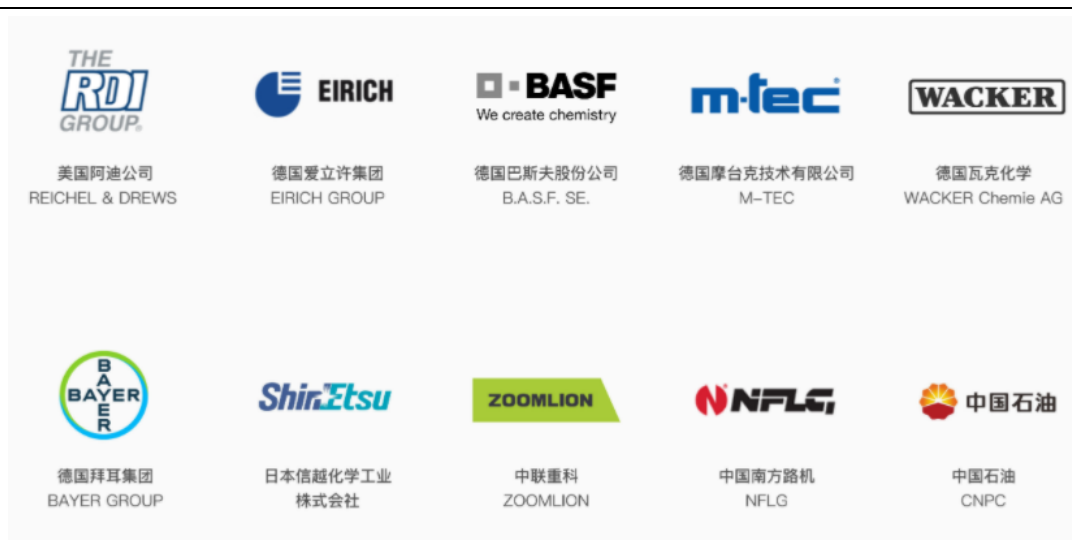 THE
RDI
GROUP®
EIRICH
BASF
We create chemistry
m-tec
WACKER
美国阿迪公司
REICHEL & DREWS
德国爱立许集团
EIRICH GROUP
德国巴斯夫股份公司
B.A.S.F. SE.
德国摩台克技术有限公司
M-TEC
德国瓦克化学
WACKER Chemie AG
BAYER
BAYER
ShinEtsu
ZOOMLION
NFLG
中国石油
德国拜耳集团
BAYER GROUP
日本信越化学工业
株式会社
中联重科
ZOOMLION
中国南方路机
NFLG
中国石油
CNPC